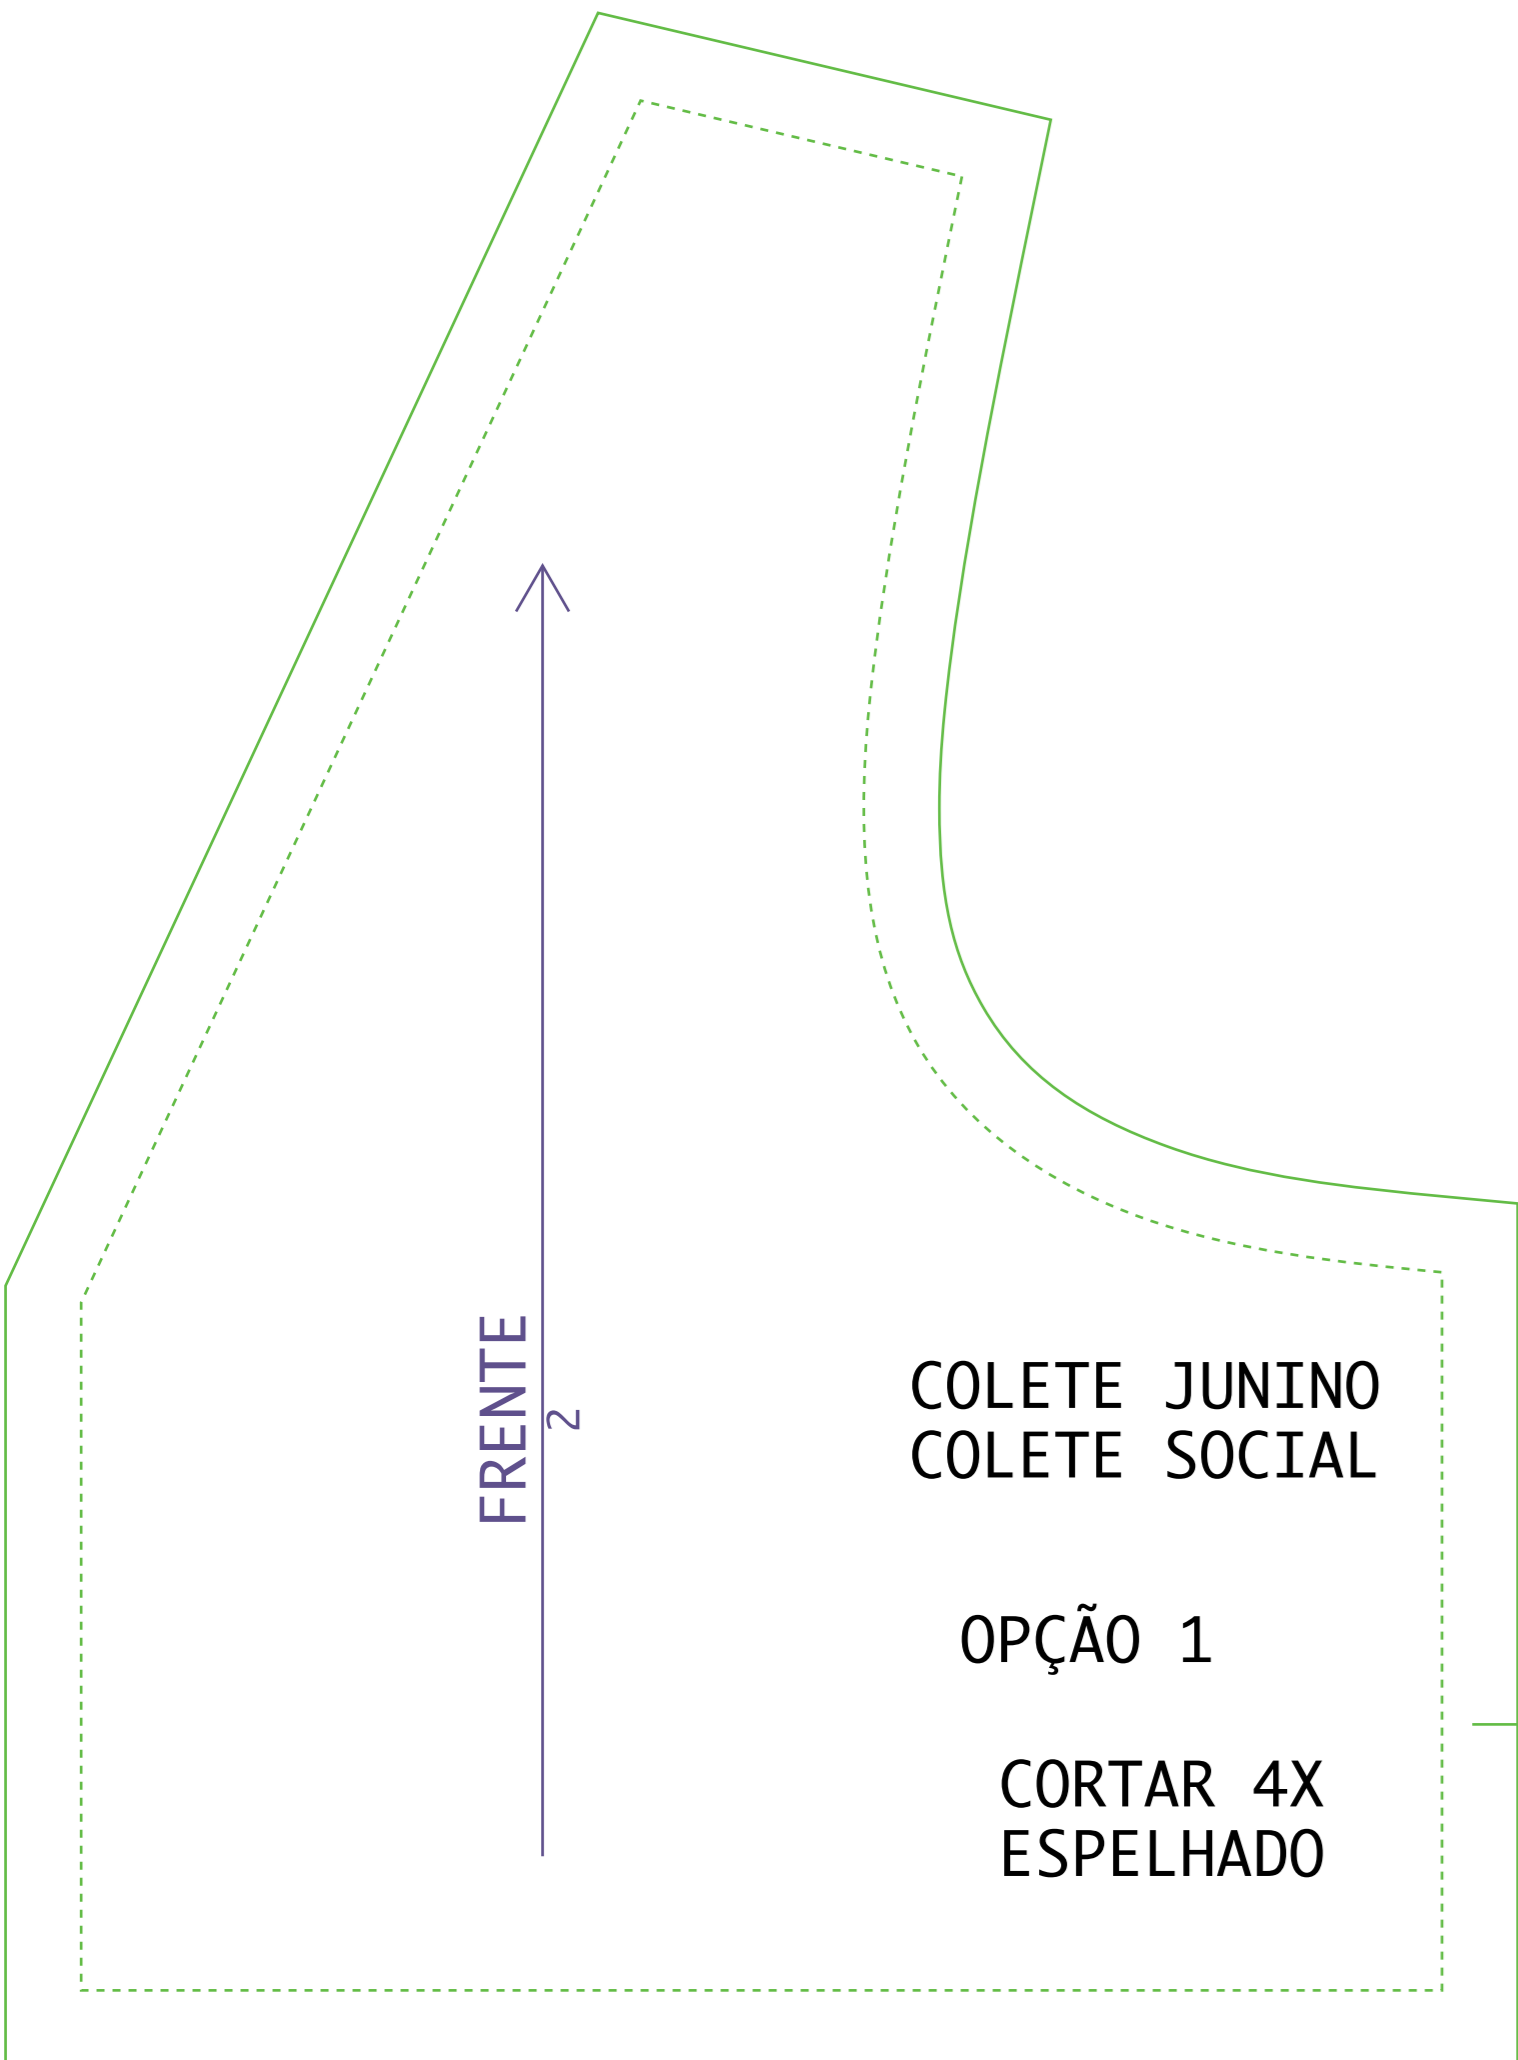 FRENTE
2
COLETE JUNINO
COLETE SOCIAL
OPÇÃO 1
CORTAR 4X
ESPELHADO